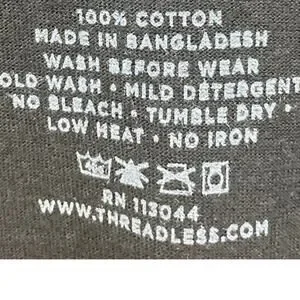 100% COTTON
MADE IN BANGLADESH
WASH BEFORE WEAR
OLD WASH • MILD DETERGENT
NO BLEACH • TUMBLE DRY •
LOW HEAT • NO IRON
RN 113044
WWW.THREADLESS.COM